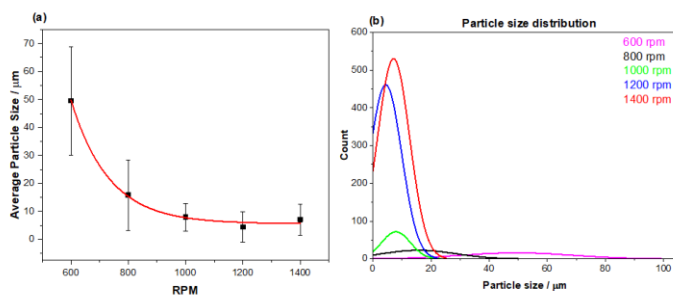 (a)
Average Particle Size / μm
70
60
50
40
30
20
10
0
600
800
1000
1200
1400
RPM
(b)
Particle size distribution
600 rpm
800 rpm
1000 rpm
1200 rpm
1400 rpm
Count
600
500
400
300
200
100
0
0
20
40
60
80
100
Particle size / μm